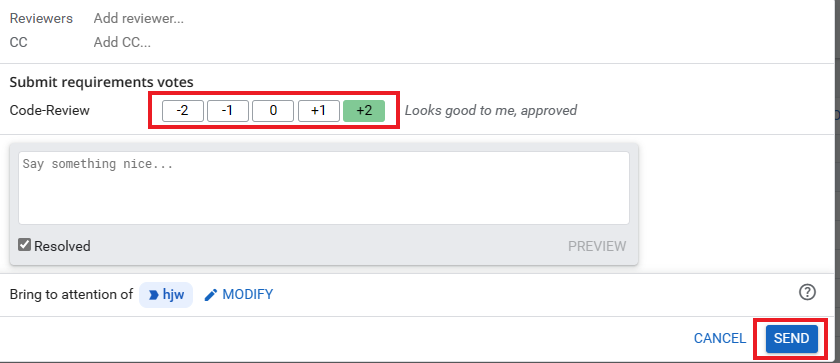 Reviewers Add reviewer...
CC Add CC...
Submit requirements votes
Code-Review -2 -1 0 +1 +2 Looks good to me, approved
Say something nice...
Resolved PREVIEW
Bring to attention of hjw MODIFY ?
CANCEL SEND